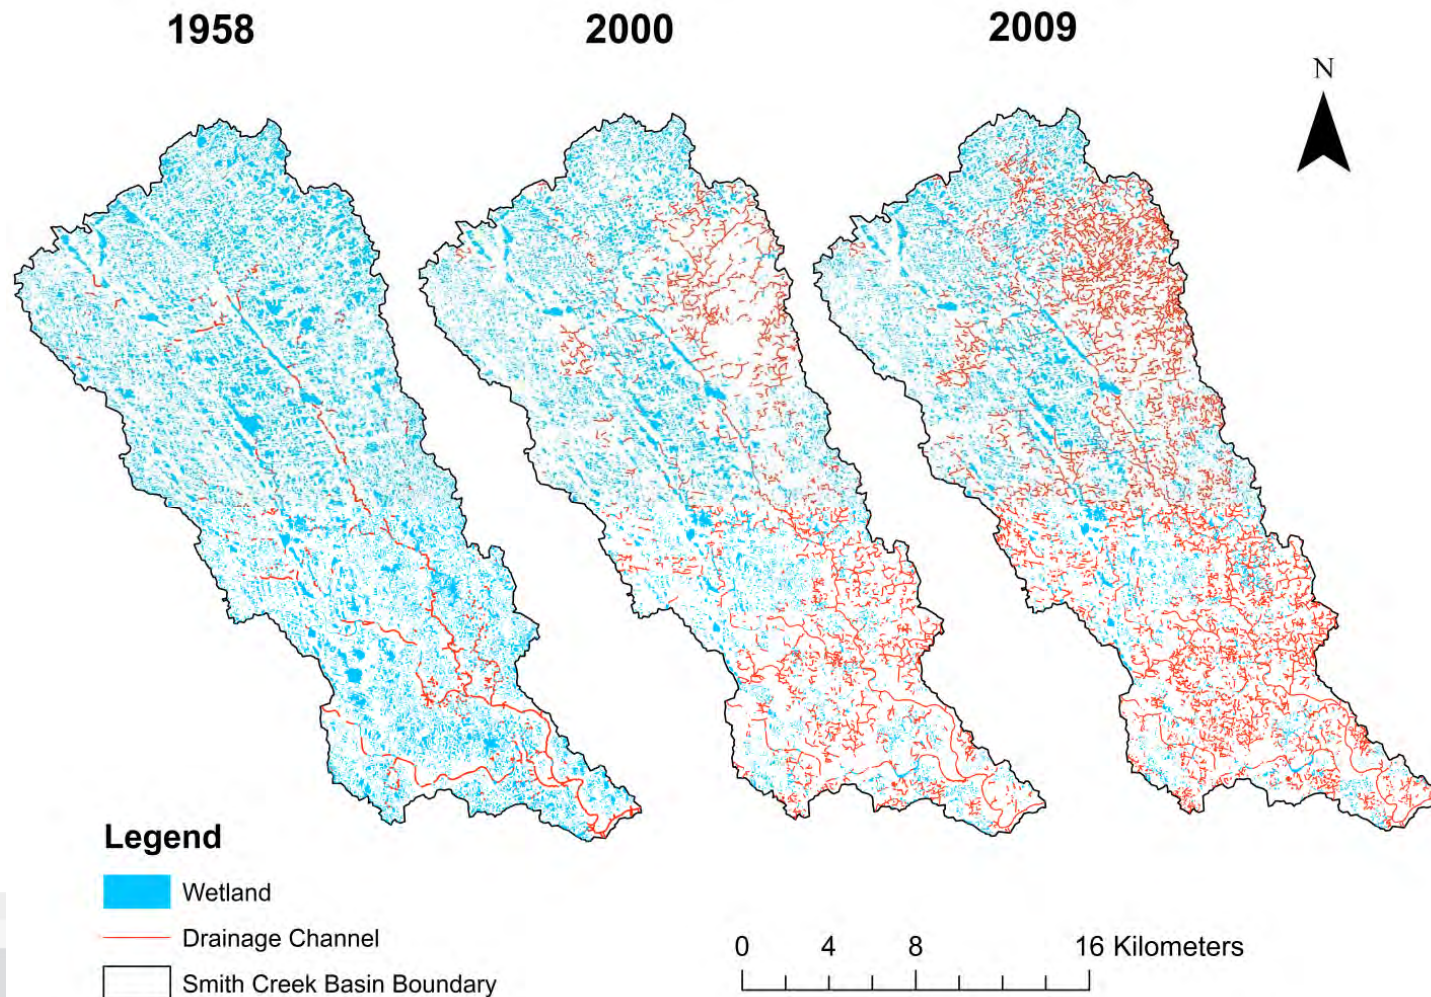 1958 2000 2009
N
Legend
Wetland
Drainage Channel
Smith Creek Basin Boundary
0 4 8 16 Kilometers